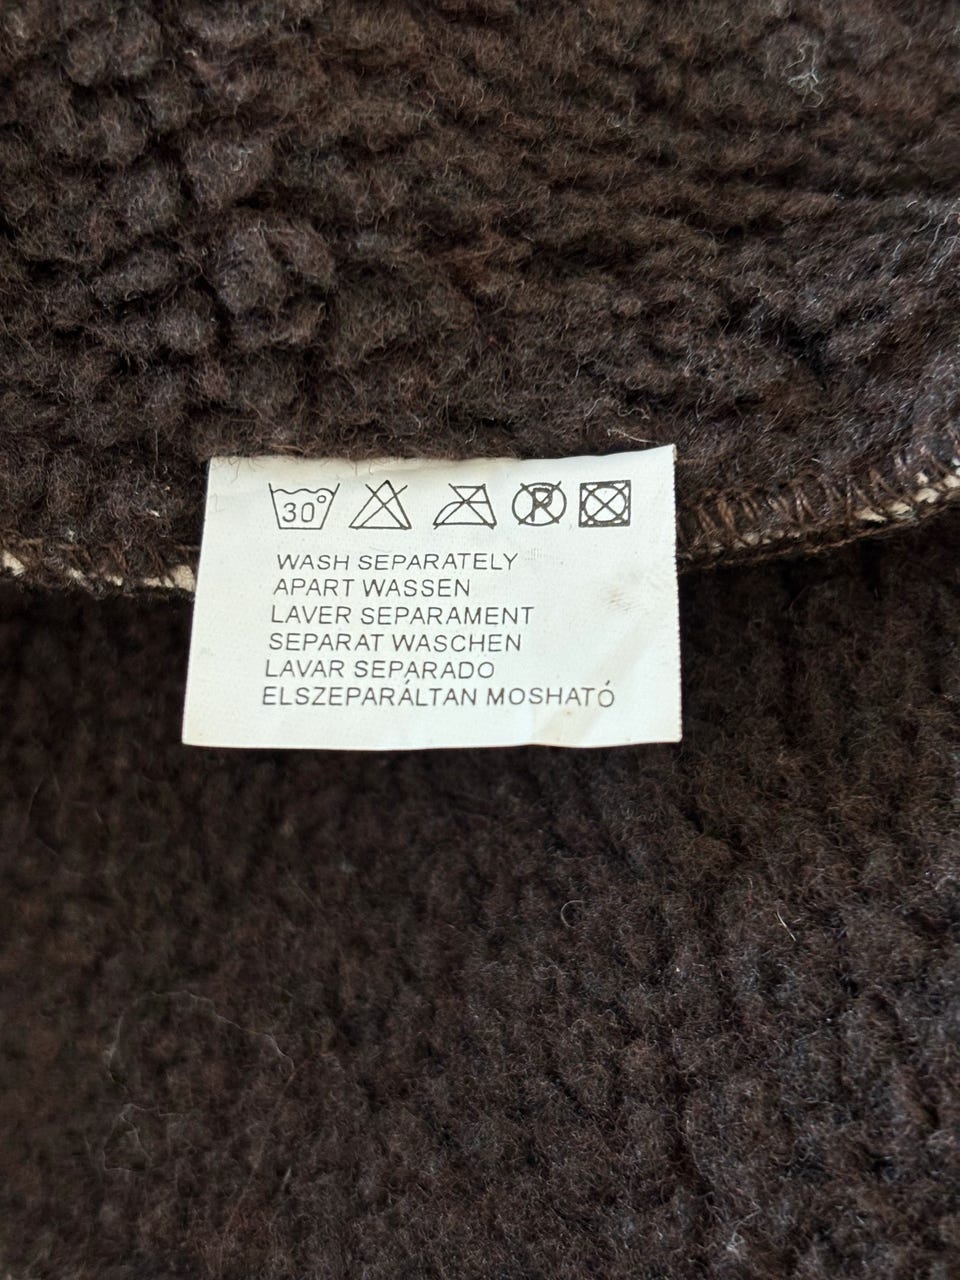 30°
R
WASH SEPARATELY
APART WASSEN
LAVER SEPARAMENT
SEPARAT WASCHEN
LAVAR SEPARADO
ELSZEPARÁLTAN MOSHATÓ